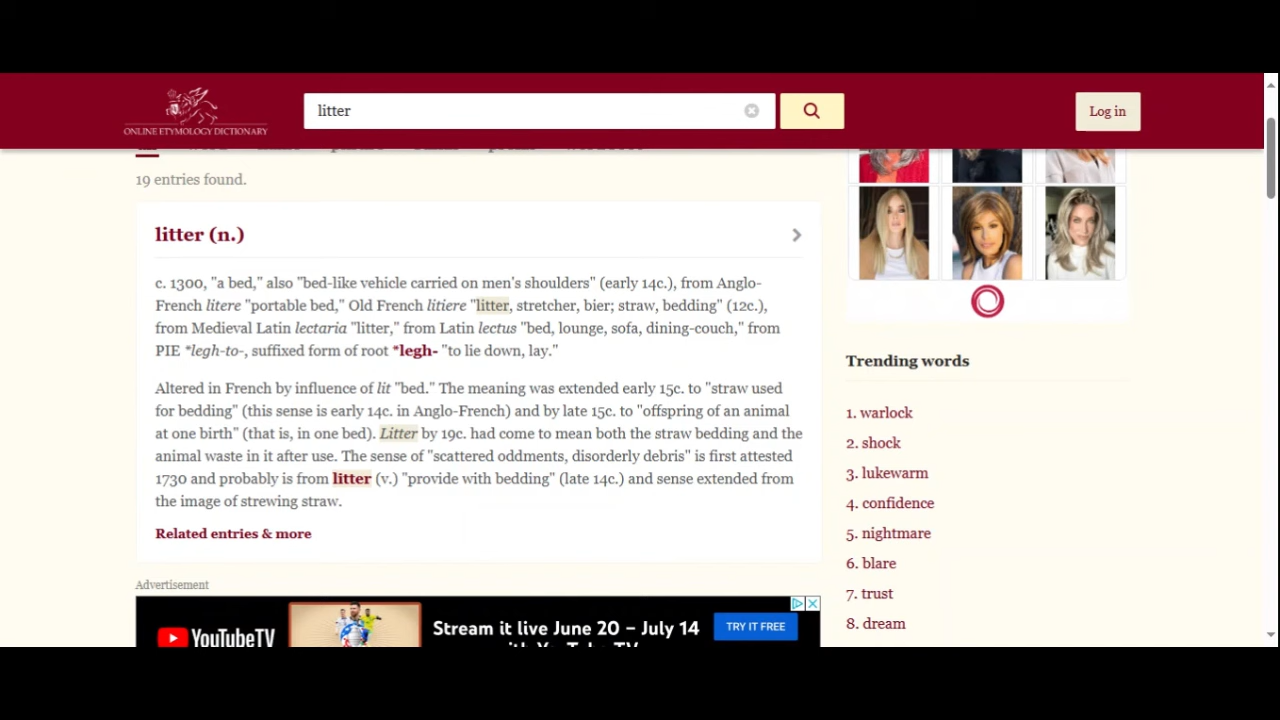 ONLINE ETYMOLOGY DICTIONARY
litter
Log in
19 entries found.
litter (n.)
c. 1300, "a bed," also "bed-like vehicle carried on men's shoulders" (early 14c.), from Anglo-
French litere "portable bed," Old French litiere "litter, stretcher, bier; straw, bedding" (12c.),
from Medieval Latin lectaria "litter," from Latin lectus "bed, lounge, sofa, dining-couch," from
PIE *legh-to-, suffixed form of root *legh- "to lie down, lay."
Altered in French by influence of lit "bed." The meaning was extended early 15c. to "straw used
for bedding" (this sense is early 14c. in Anglo-French) and by late 15c. to "offspring of an animal
at one birth" (that is, in one bed). Litter by 19c. had come to mean both the straw bedding and the
animal waste in it after use. The sense of "scattered oddments, disorderly debris" is first attested
1730 and probably is from litter (v.) "provide with bedding" (late 14c.) and sense extended from
the image of strewing straw.
Related entries & more
Advertisement
YouTubeTV
Stream it live June 20 – July 14
with YouTube TV
TRY IT FREE
Trending words
1. warlock
2. shock
3. lukewarm
4. confidence
5. nightmare
6. blare
7. trust
8. dream